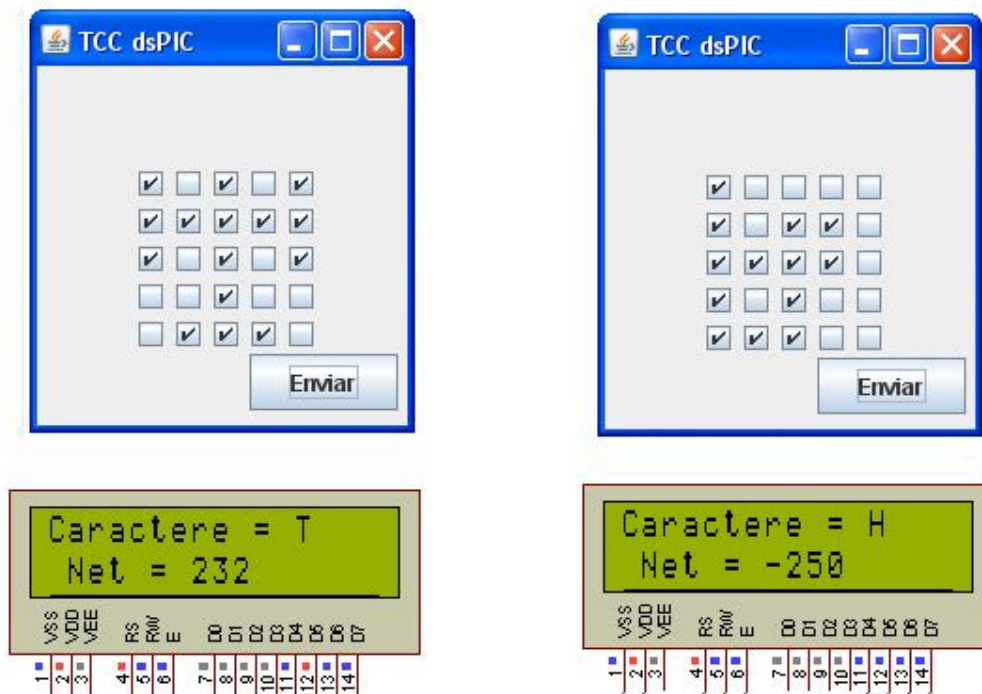 TCC dsPIC
Enviar
Caractere = T
Net = 232
VSS VDD VEE RS RW E D0 D1 D2 D3 D4 D5 D6 D7
1 2 3 4 5 6 7 8 9 10 11 12 13 14
TCC dsPIC
Enviar
Caractere = H
Net = -250
VSS VDD VEE RS RW E D0 D1 D2 D3 D4 D5 D6 D7
1 2 3 4 5 6 7 8 9 10 11 12 13 14